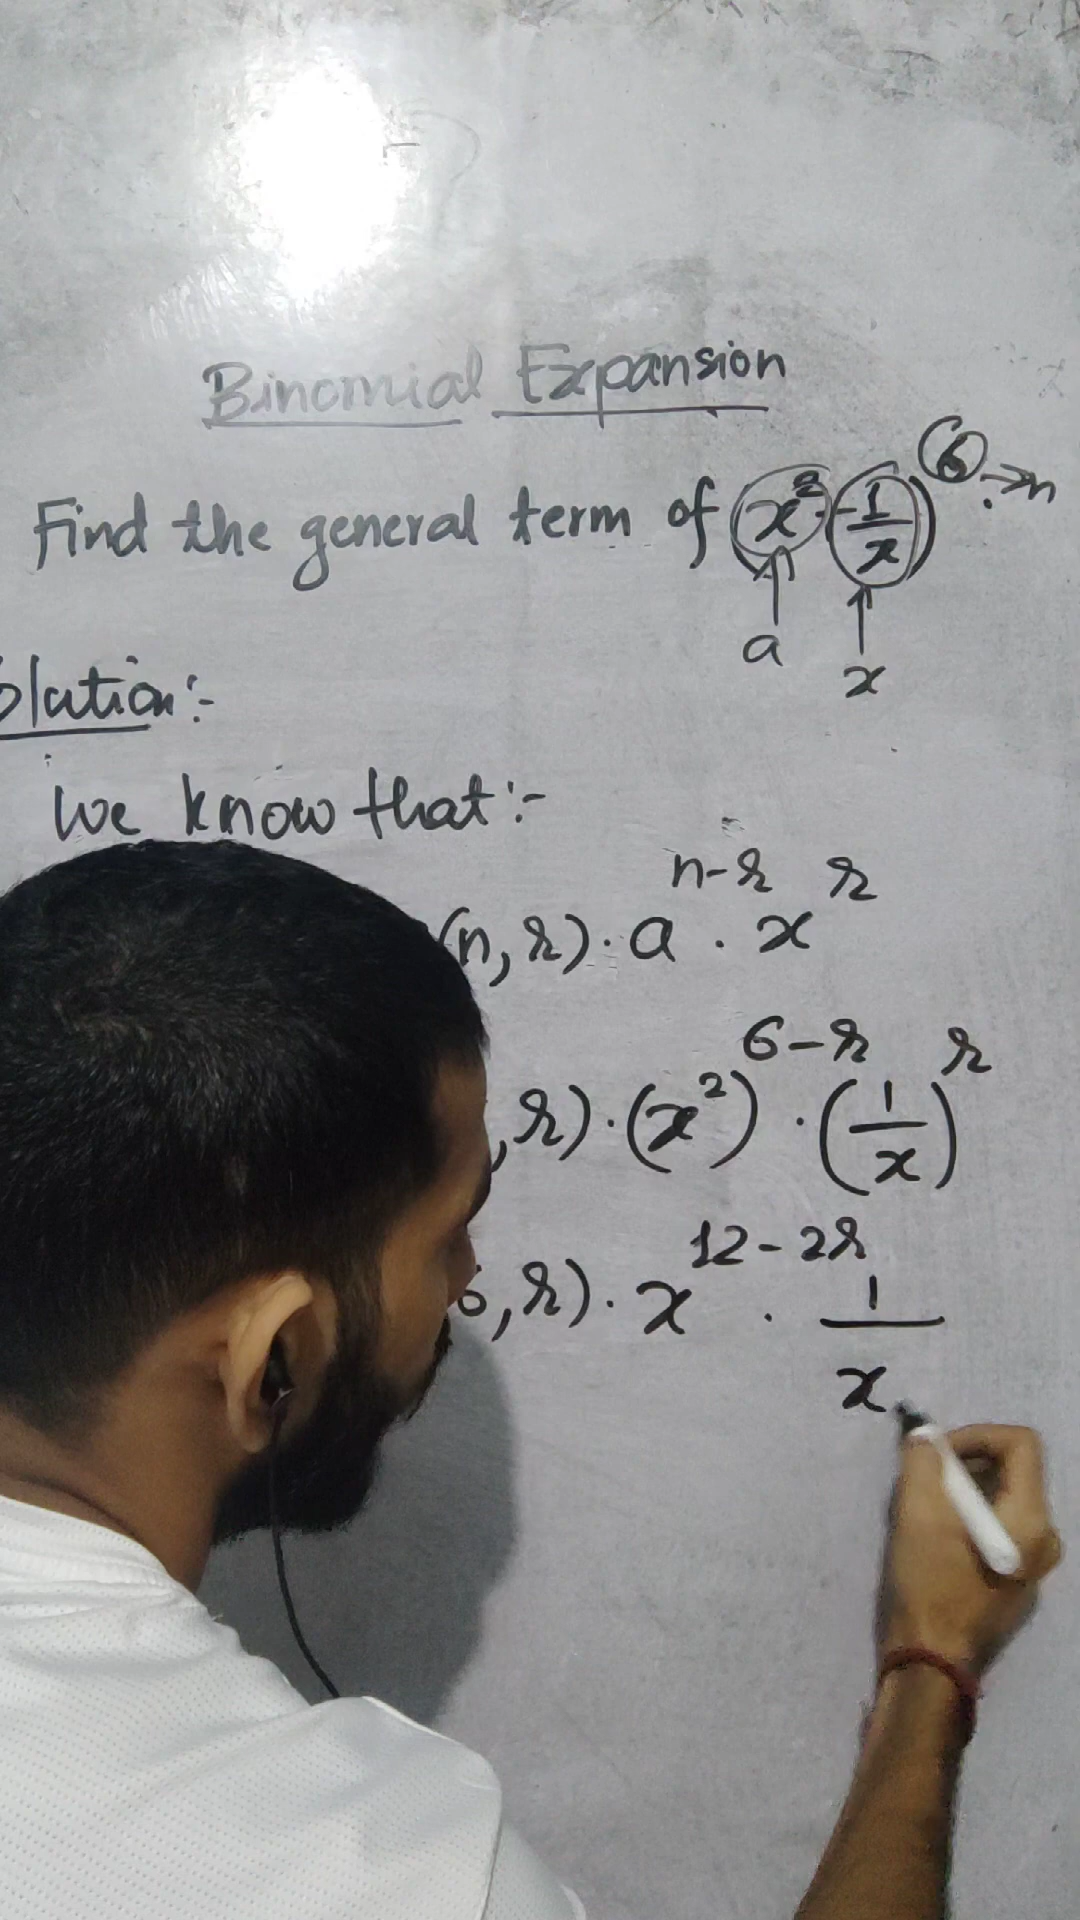 Binomial Expansion
Find the general term of (x² - 1/x)⁶ → n
a
x
olution :-
We know that :-
(n, r) . a^(n-r) . x^r
, r) . (x²)^(6-r) . (1/x)^r
6, r) . x^(12-2r) . 1/x